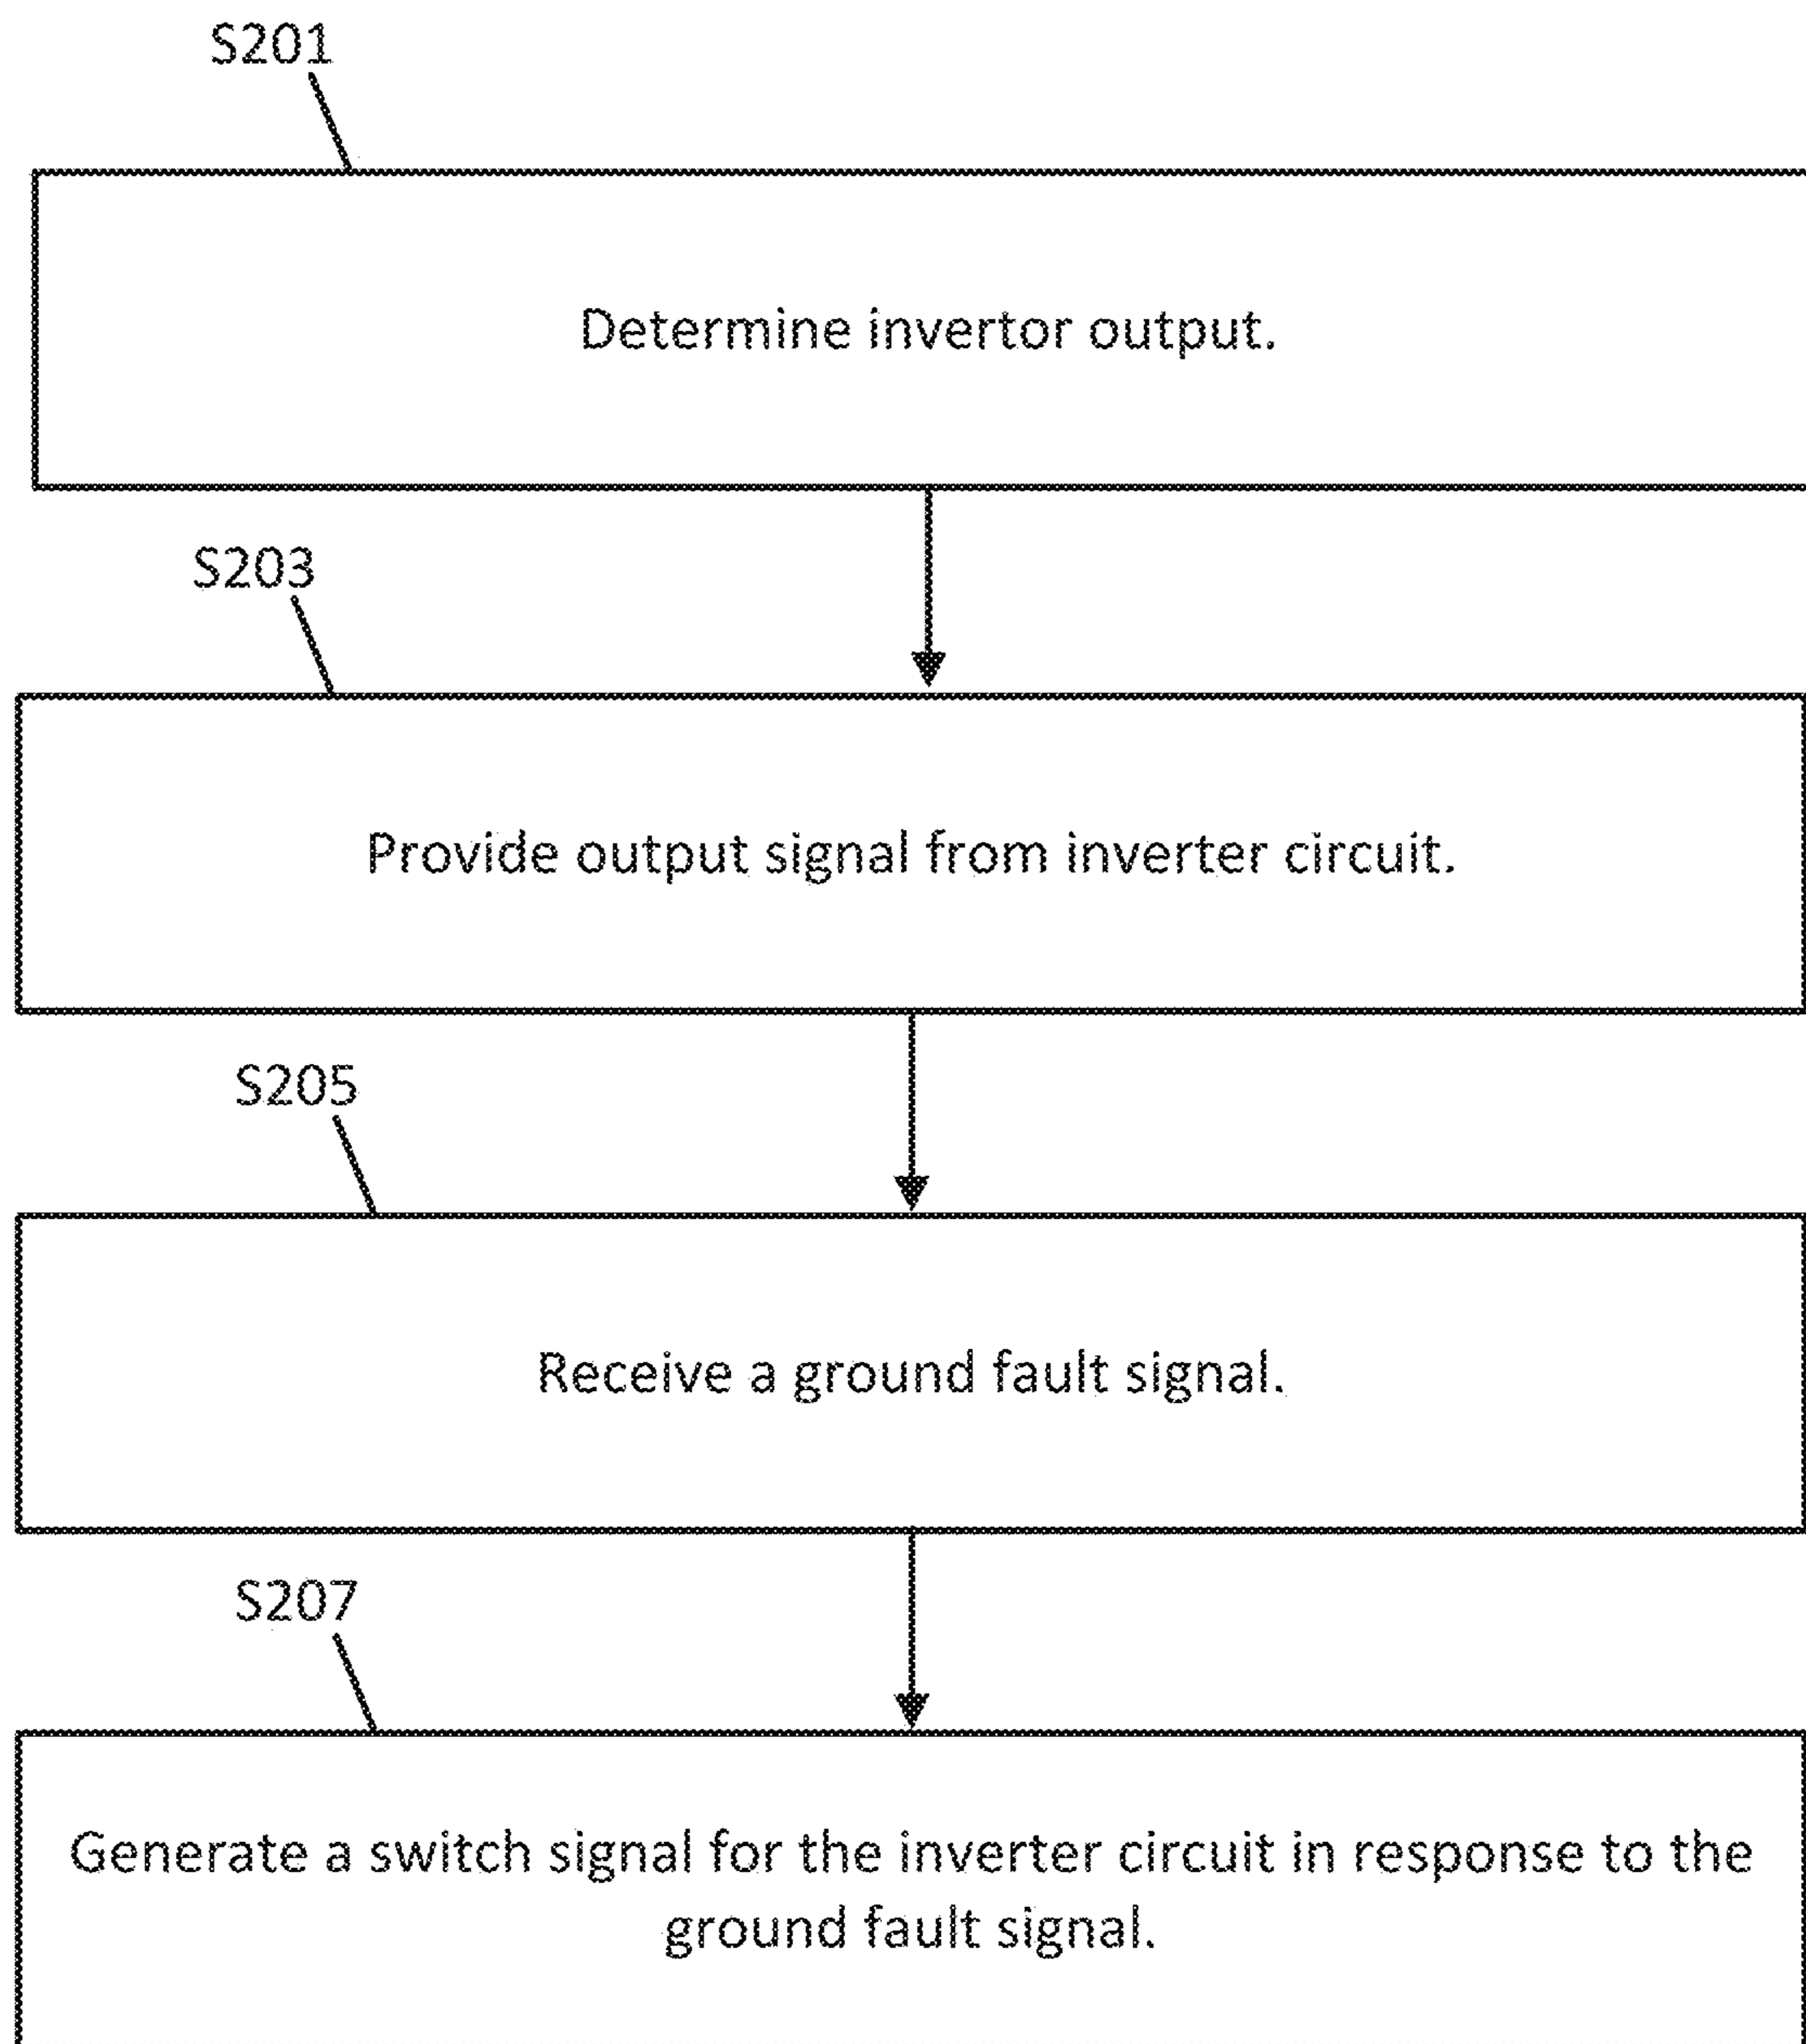 S201
Determine invertor output.
S203
Provide output signal from inverter circuit.
S205
Receive a ground fault signal.
S207
Generate a switch signal for the inverter circuit in response to the
ground fault signal.